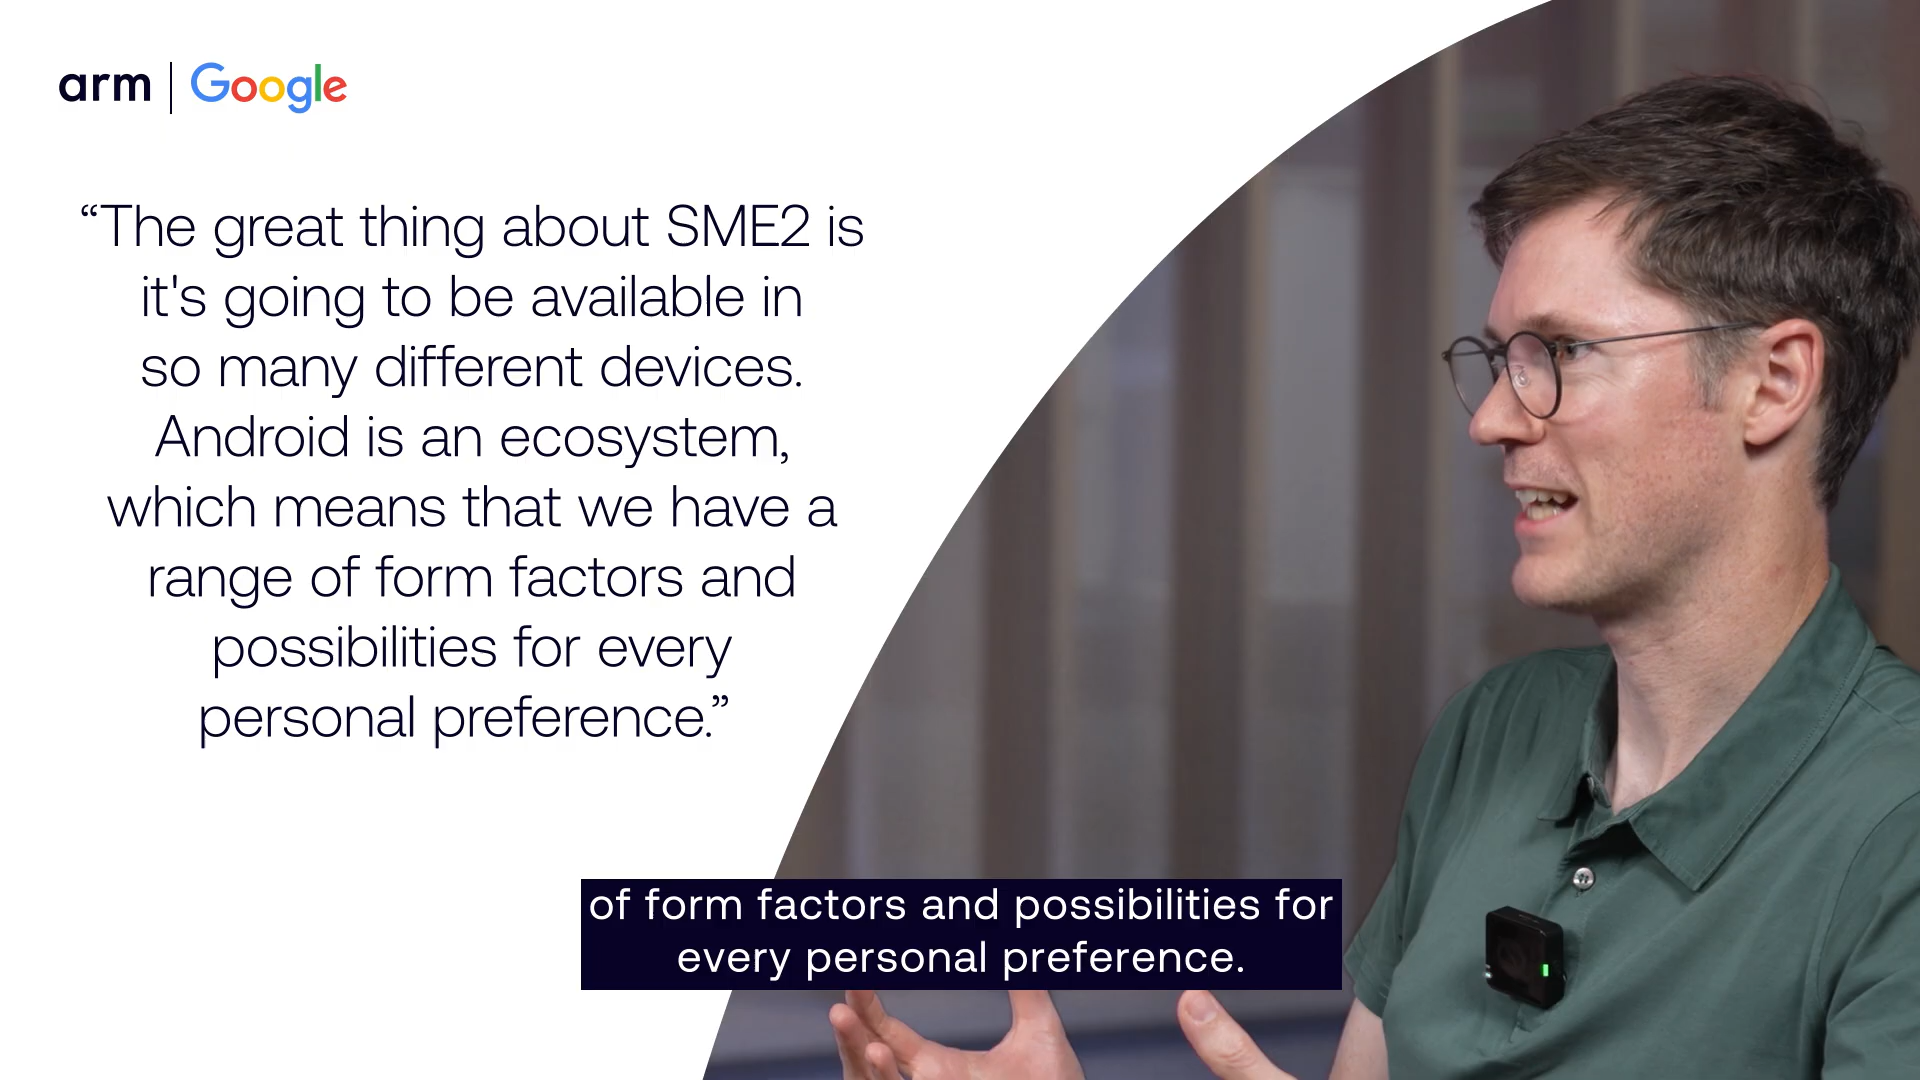 arm | Google
“The great thing about SME2 is
it's going to be available in
so many different devices.
Android is an ecosystem,
which means that we have a
range of form factors and
possibilities for every
personal preference.”
of form factors and possibilities for
every personal preference.